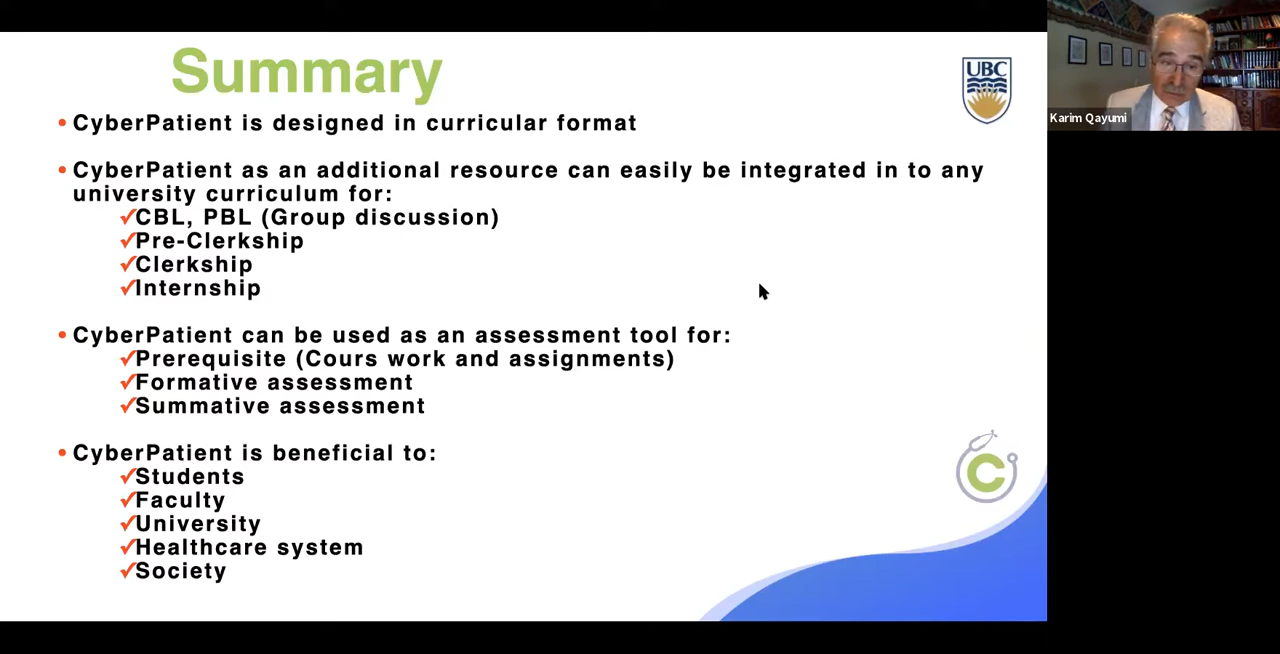 Summary
UBC
Karim Qayumi
• CyberPatient is designed in curricular format
• CyberPatient as an additional resource can easily be integrated in to any
university curriculum for:
✓CBL, PBL (Group discussion)
✓Pre-Clerkship
✓Clerkship
✓Internship
• CyberPatient can be used as an assessment tool for:
✓Prerequisite (Cours work and assignments)
✓Formative assessment
✓Summative assessment
• CyberPatient is beneficial to:
✓Students
✓Faculty
✓University
✓Healthcare system
✓Society
C